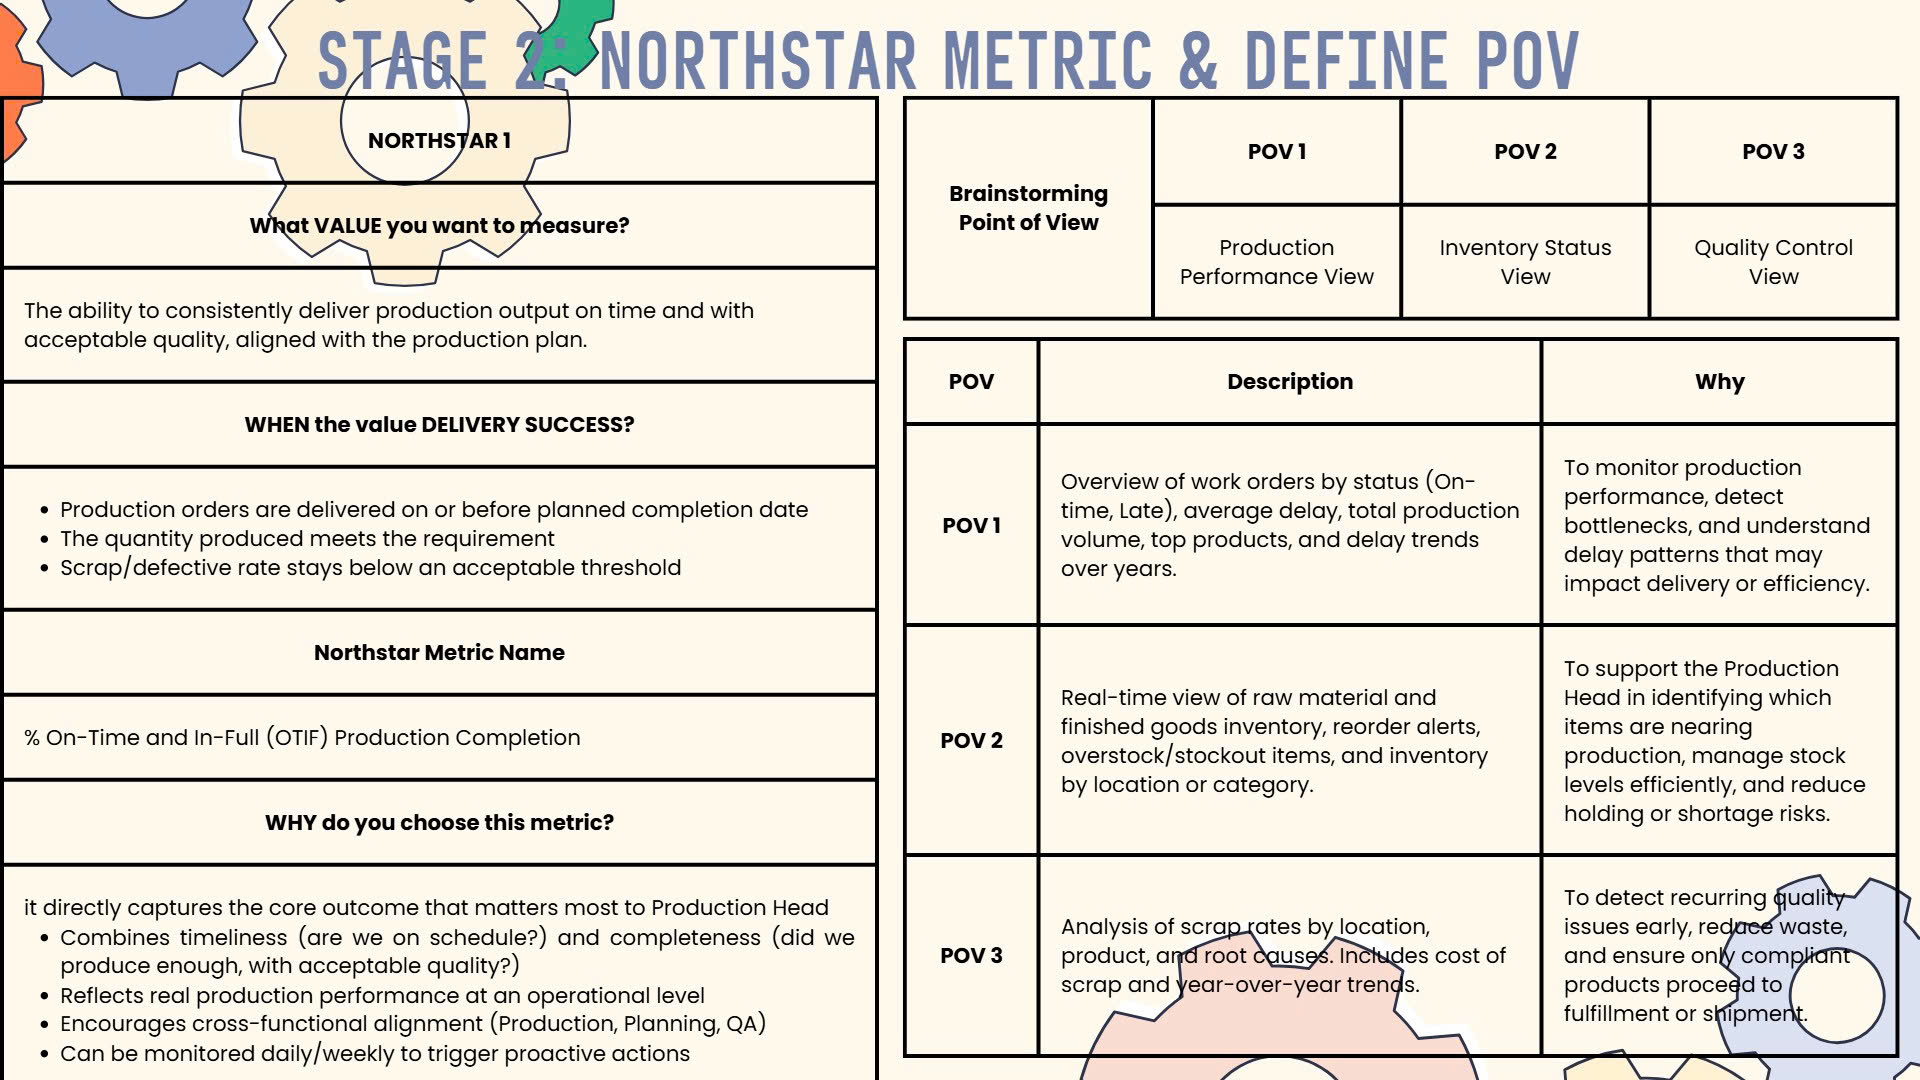 STAGE 2: NORTHSTAR METRIC & DEFINE POV
NORTHSTAR 1
What VALUE you want to measure?
The ability to consistently deliver production output on time and with
acceptable quality, aligned with the production plan.
WHEN the value DELIVERY SUCCESS?
• Production orders are delivered on or before planned completion date
• The quantity produced meets the requirement
• Scrap/defective rate stays below an acceptable threshold
Northstar Metric Name
% On-Time and In-Full (OTIF) Production Completion
WHY do you choose this metric?
it directly captures the core outcome that matters most to Production Head
• Combines timeliness (are we on schedule?) and completeness (did we
produce enough, with acceptable quality?)
• Reflects real production performance at an operational level
• Encourages cross-functional alignment (Production, Planning, QA)
• Can be monitored daily/weekly to trigger proactive actions
Brainstorming
Point of View
POV 1
POV 2
POV 3
Production
Performance View
Inventory Status
View
Quality Control
View
POV
Description
Why
POV 1
Overview of work orders by status (On-
time, Late), average delay, total production
volume, top products, and delay trends
over years.
To monitor production
performance, detect
bottlenecks, and understand
delay patterns that may
impact delivery or efficiency.
POV 2
Real-time view of raw material and
finished goods inventory, reorder alerts,
overstock/stockout items, and inventory
by location or category.
To support the Production
Head in identifying which
items are nearing
production, manage stock
levels efficiently, and reduce
holding or shortage risks.
POV 3
Analysis of scrap rates by location,
product, and root causes. Includes cost of
scrap and year-over-year trends.
To detect recurring quality
issues early, reduce waste,
and ensure only compliant
products proceed to
fulfillment or shipment.